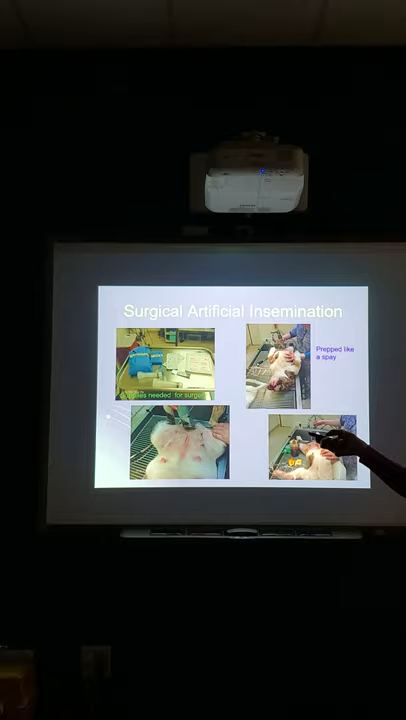 Surgical Artificial Insemination
Prepped like
a spay
needed for surgery